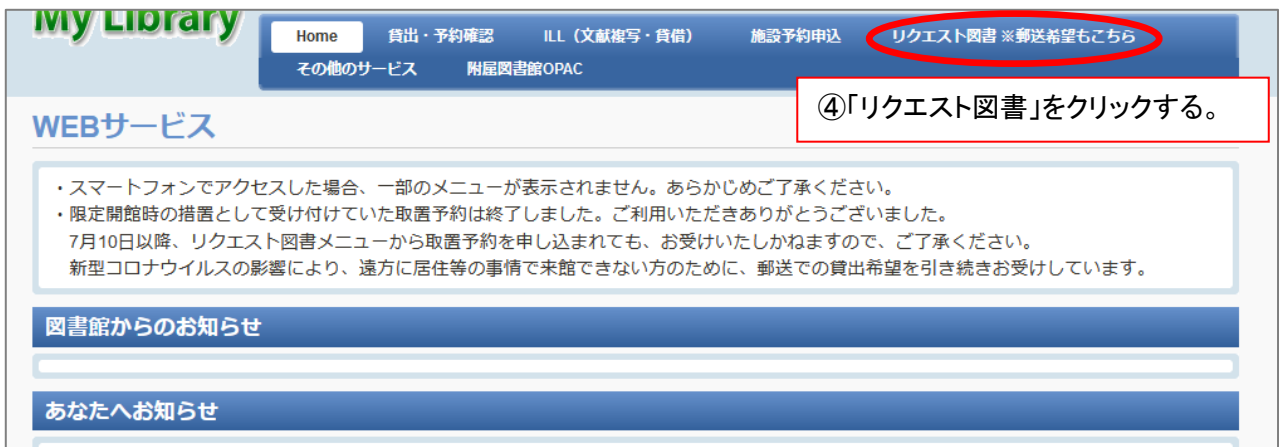 My Library
Home 貸出・予約確認 ILL（文献複写・貸借） 施設予約申込 リクエスト図書 ※郵送希望もこちら
その他のサービス 附属図書館OPAC
④「リクエスト図書」をクリックする。
WEBサービス
・スマートフォンでアクセスした場合、一部のメニューが表示されません。あらかじめご了承ください。
・限定開館時の措置として受け付けていた取置予約は終了しました。ご利用いただきありがとうございました。
7月10日以降、リクエスト図書メニューから取置予約を申し込まれても、お受けいたしかねますので、ご了承ください。
新型コロナウイルスの影響により、遠方に居住等の事情で来館できない方のために、郵送での貸出希望を引き続きお受けしています。
図書館からのお知らせ
あなたへお知らせ